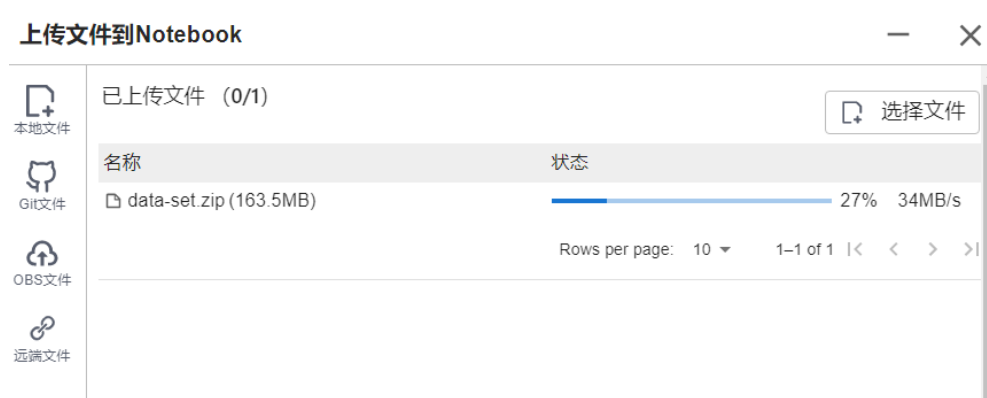 上传文件到Notebook
本地文件
Git文件
OBS文件
远端文件
已上传文件 （0/1）
选择文件
名称 状态
data-set.zip (163.5MB) 27% 34MB/s
Rows per page: 10 1–1 of 1